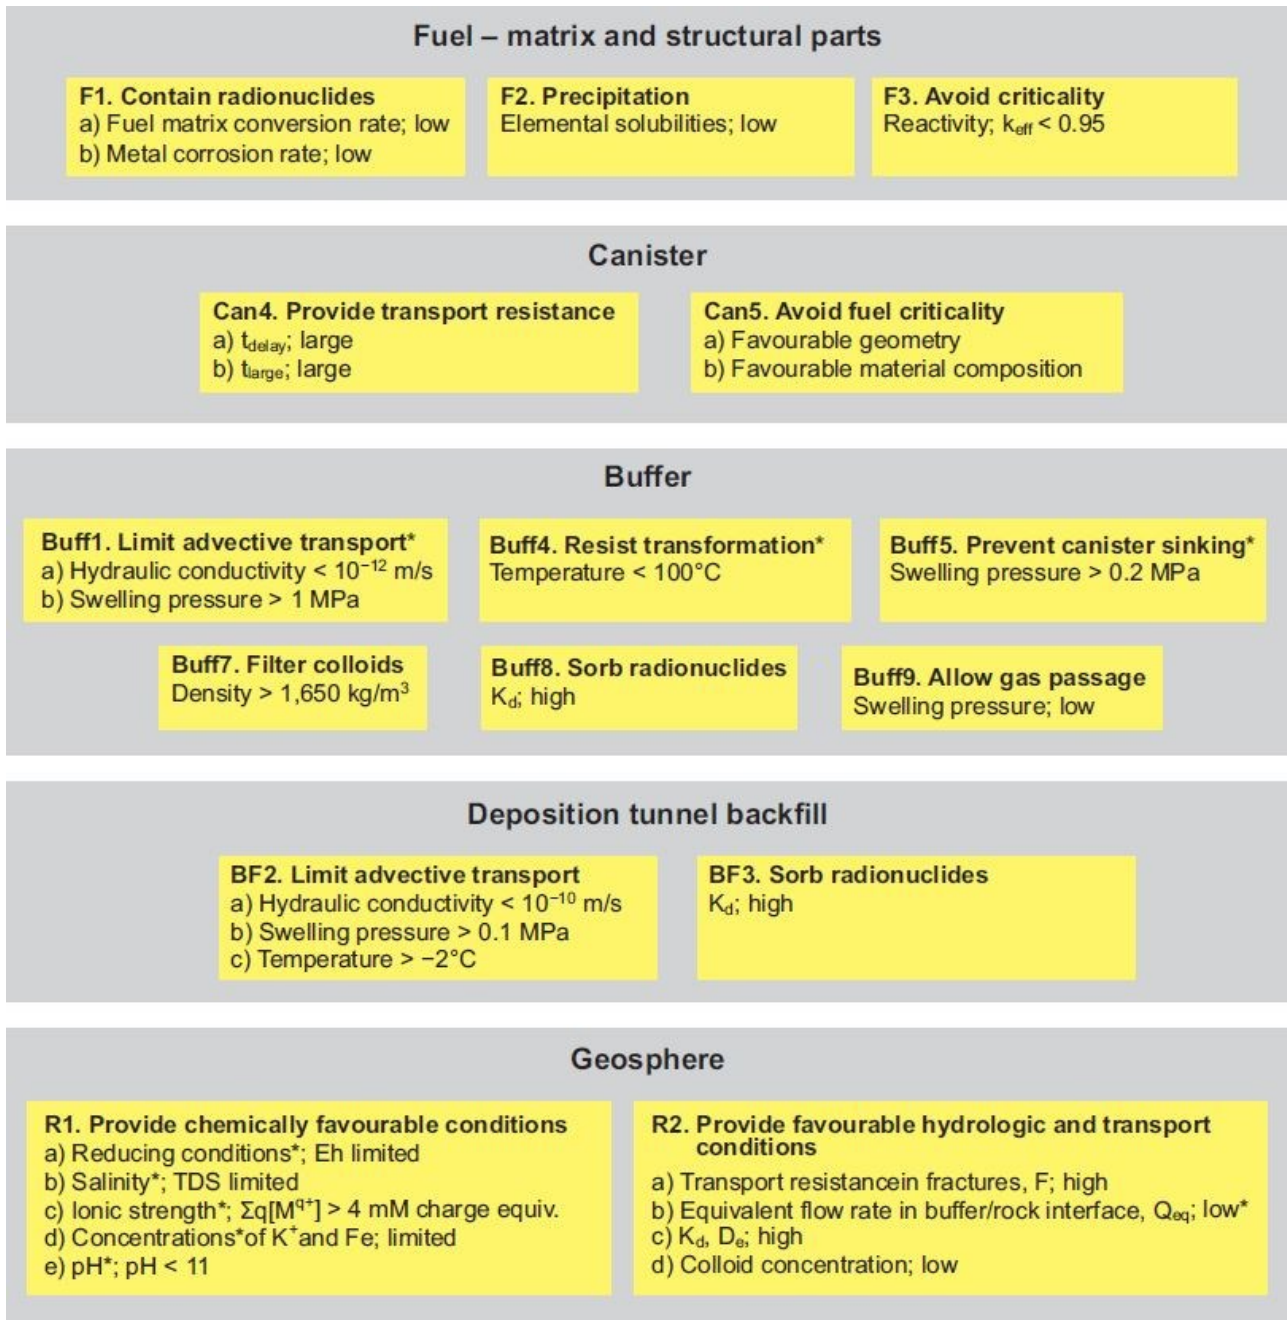 Fuel – matrix and structural parts
F1. Contain radionuclides
a) Fuel matrix conversion rate; low
b) Metal corrosion rate; low
F2. Precipitation
Elemental solubilities; low
F3. Avoid criticality
Reactivity; keff < 0.95
Canister
Can4. Provide transport resistance
a) tdelay; large
b) tlarge; large
Can5. Avoid fuel criticality
a) Favourable geometry
b) Favourable material composition
Buffer
Buff1. Limit advective transport*
a) Hydraulic conductivity < 10⁻¹² m/s
b) Swelling pressure > 1 MPa
Buff4. Resist transformation*
Temperature < 100°C
Buff5. Prevent canister sinking*
Swelling pressure > 0.2 MPa
Buff7. Filter colloids
Density > 1,650 kg/m³
Buff8. Sorb radionuclides
Kd; high
Buff9. Allow gas passage
Swelling pressure; low
Deposition tunnel backfill
BF2. Limit advective transport
a) Hydraulic conductivity < 10⁻¹⁰ m/s
b) Swelling pressure > 0.1 MPa
c) Temperature > −2°C
BF3. Sorb radionuclides
Kd; high
Geosphere
R1. Provide chemically favourable conditions
a) Reducing conditions*; Eh limited
b) Salinity*; TDS limited
c) Ionic strength*; Σq[Mq+] > 4 mM charge equiv.
d) Concentrations*of K⁺and Fe; limited
e) pH*; pH < 11
R2. Provide favourable hydrologic and transport
conditions
a) Transport resistancein fractures, F; high
b) Equivalent flow rate in buffer/rock interface, Qeq; low*
c) Kd, De; high
d) Colloid concentration; low